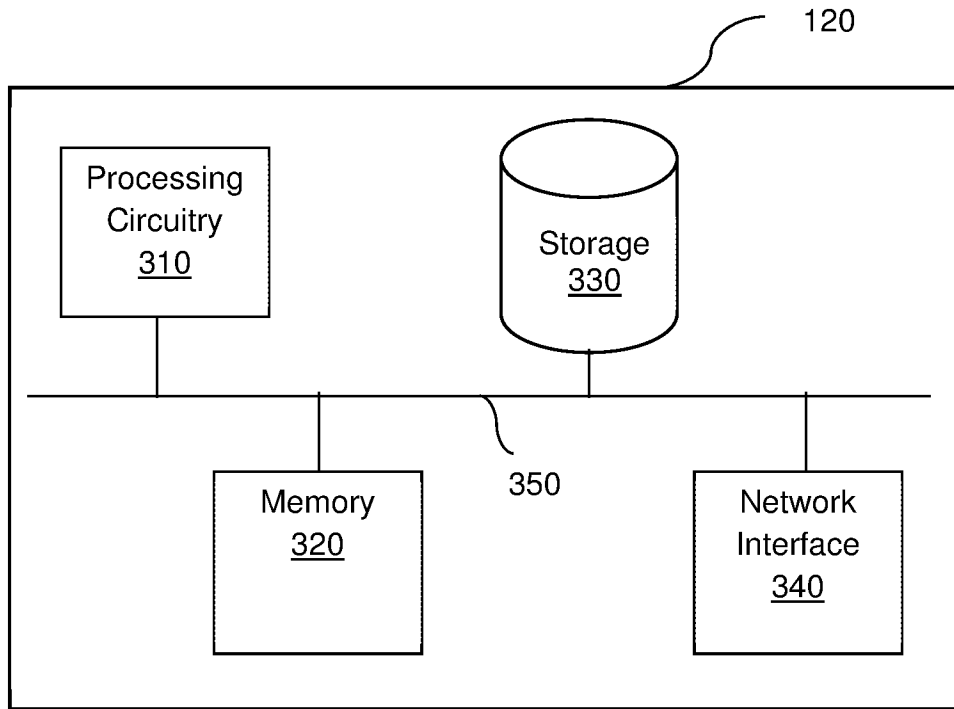 120
Processing
Circuitry
310
Storage
330
350
Memory
320
Network
Interface
340